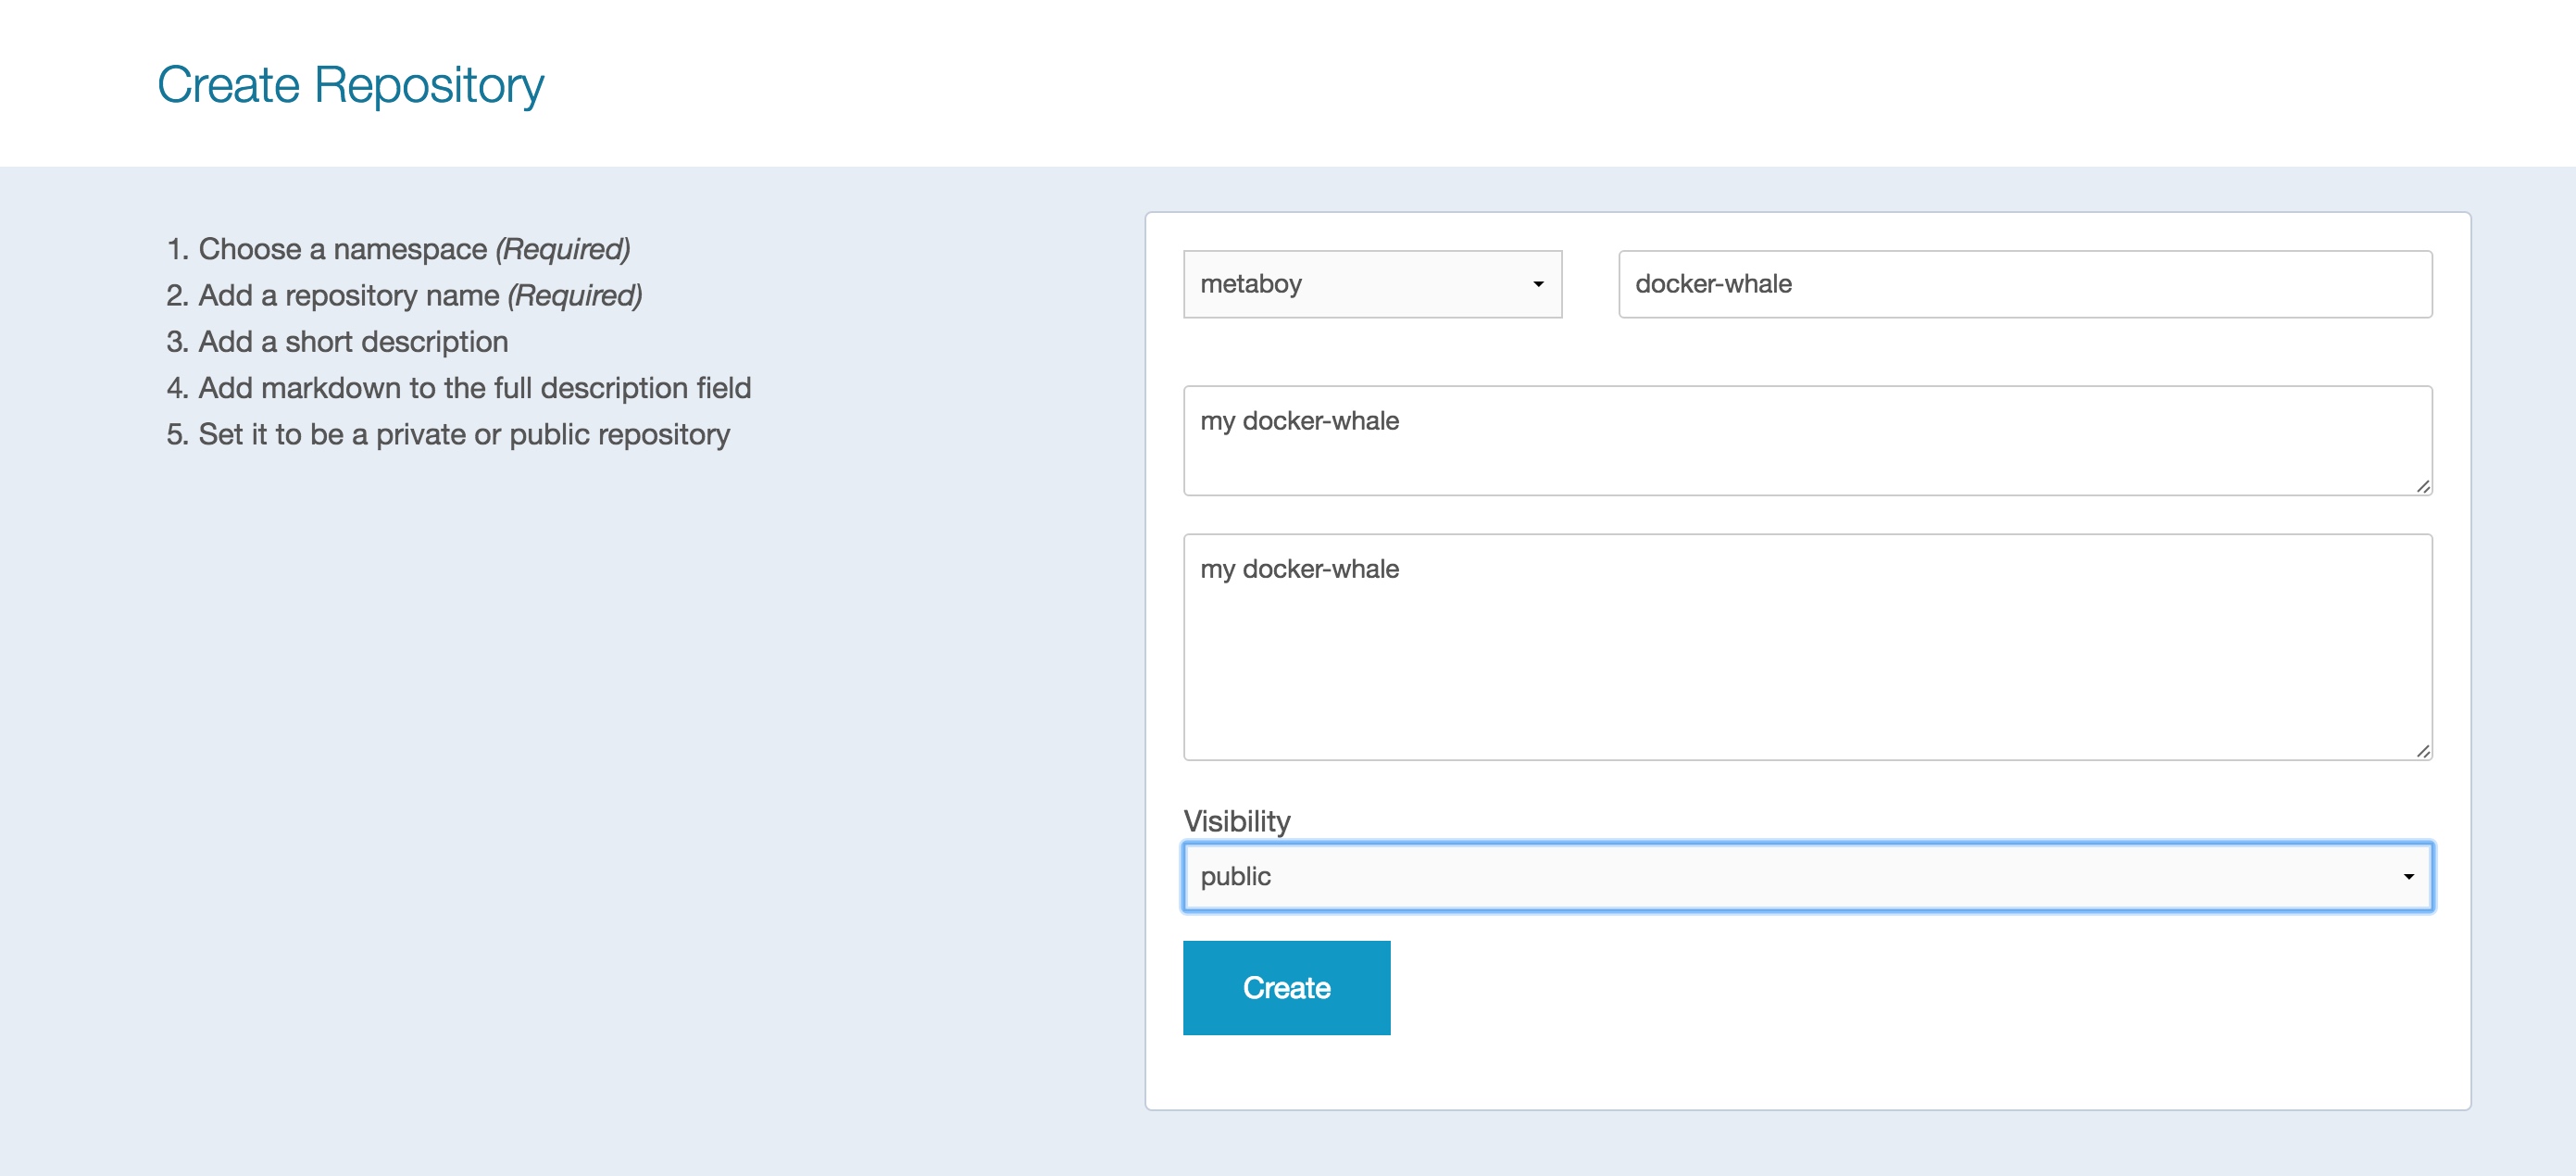 Create Repository
1. Choose a namespace (Required)
2. Add a repository name (Required)
3. Add a short description
4. Add markdown to the full description field
5. Set it to be a private or public repository
metaboy
docker-whale
my docker-whale
my docker-whale
Visibility
public
Create